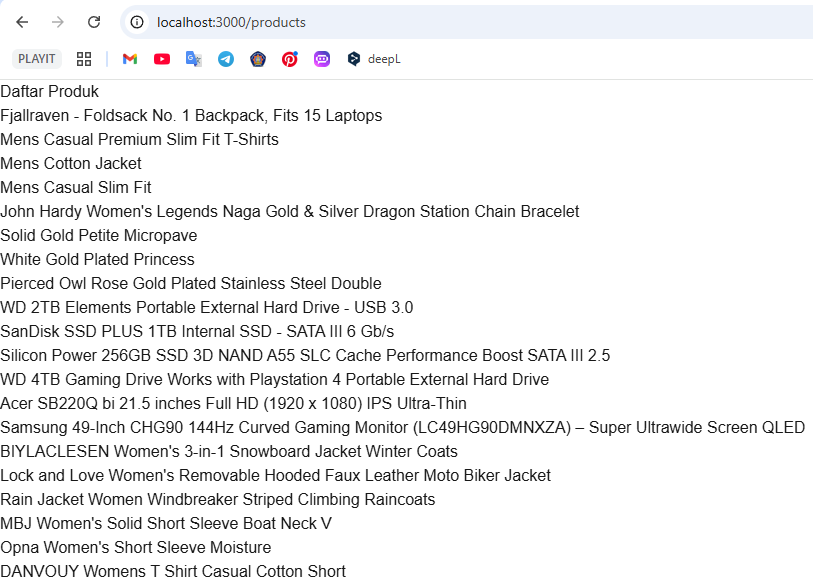 localhost:3000/products
PLAYIT
deepL
Daftar Produk
Fjallraven - Foldsack No. 1 Backpack, Fits 15 Laptops
Mens Casual Premium Slim Fit T-Shirts
Mens Cotton Jacket
Mens Casual Slim Fit
John Hardy Women's Legends Naga Gold & Silver Dragon Station Chain Bracelet
Solid Gold Petite Micropave
White Gold Plated Princess
Pierced Owl Rose Gold Plated Stainless Steel Double
WD 2TB Elements Portable External Hard Drive - USB 3.0
SanDisk SSD PLUS 1TB Internal SSD - SATA III 6 Gb/s
Silicon Power 256GB SSD 3D NAND A55 SLC Cache Performance Boost SATA III 2.5
WD 4TB Gaming Drive Works with Playstation 4 Portable External Hard Drive
Acer SB220Q bi 21.5 inches Full HD (1920 x 1080) IPS Ultra-Thin
Samsung 49-Inch CHG90 144Hz Curved Gaming Monitor (LC49HG90DMNXZA) – Super Ultrawide Screen QLED
BIYLACLESEN Women's 3-in-1 Snowboard Jacket Winter Coats
Lock and Love Women's Removable Hooded Faux Leather Moto Biker Jacket
Rain Jacket Women Windbreaker Striped Climbing Raincoats
MBJ Women's Solid Short Sleeve Boat Neck V
Opna Women's Short Sleeve Moisture
DANVOUY Womens T Shirt Casual Cotton Short